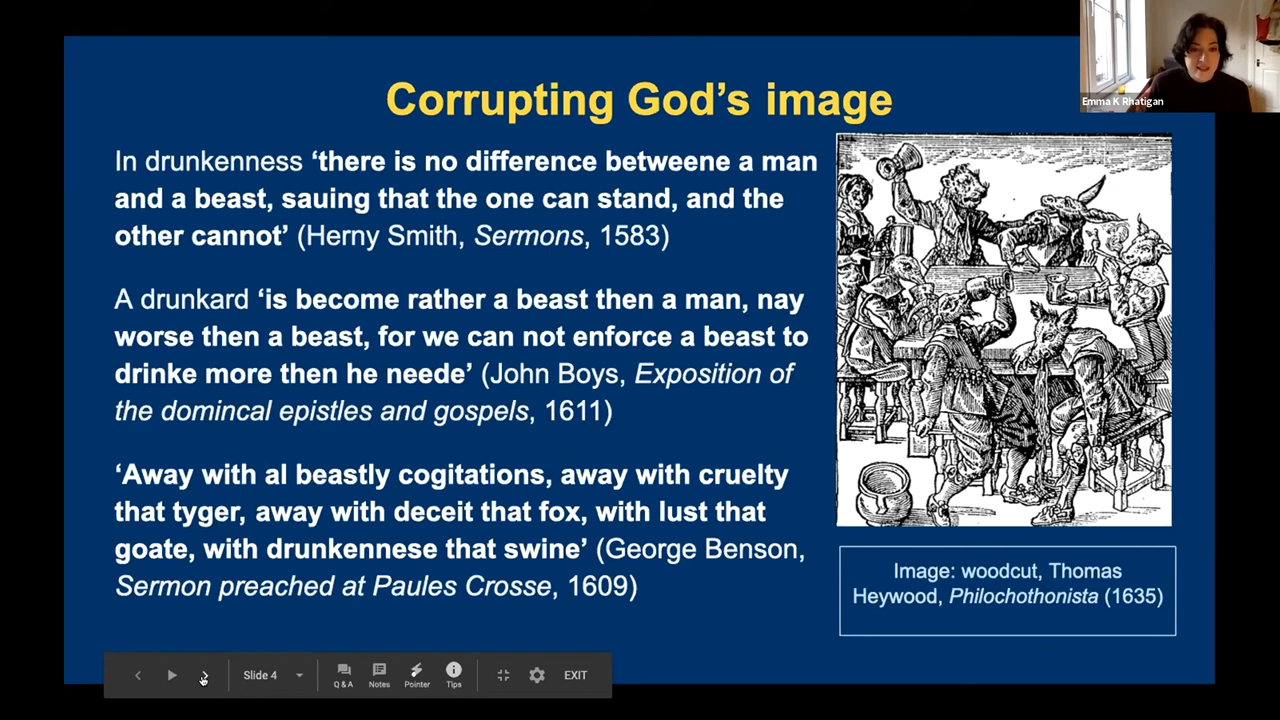 Corrupting God's image
Emma K Rhatigan
In drunkenness ‘there is no difference betweene a man
and a beast, sauing that the one can stand, and the
other cannot’ (Herny Smith, Sermons, 1583)
A drunkard ‘is become rather a beast then a man, nay
worse then a beast, for we can not enforce a beast to
drinke more then he neede’ (John Boys, Exposition of
the domincal epistles and gospels, 1611)
‘Away with al beastly cogitations, away with cruelty
that tyger, away with deceit that fox, with lust that
goate, with drunkennese that swine’ (George Benson,
Sermon preached at Paules Crosse, 1609)
Image: woodcut, Thomas
Heywood, Philochothonista (1635)
Slide 4
Q & A
Notes
Pointer
Tips
EXIT